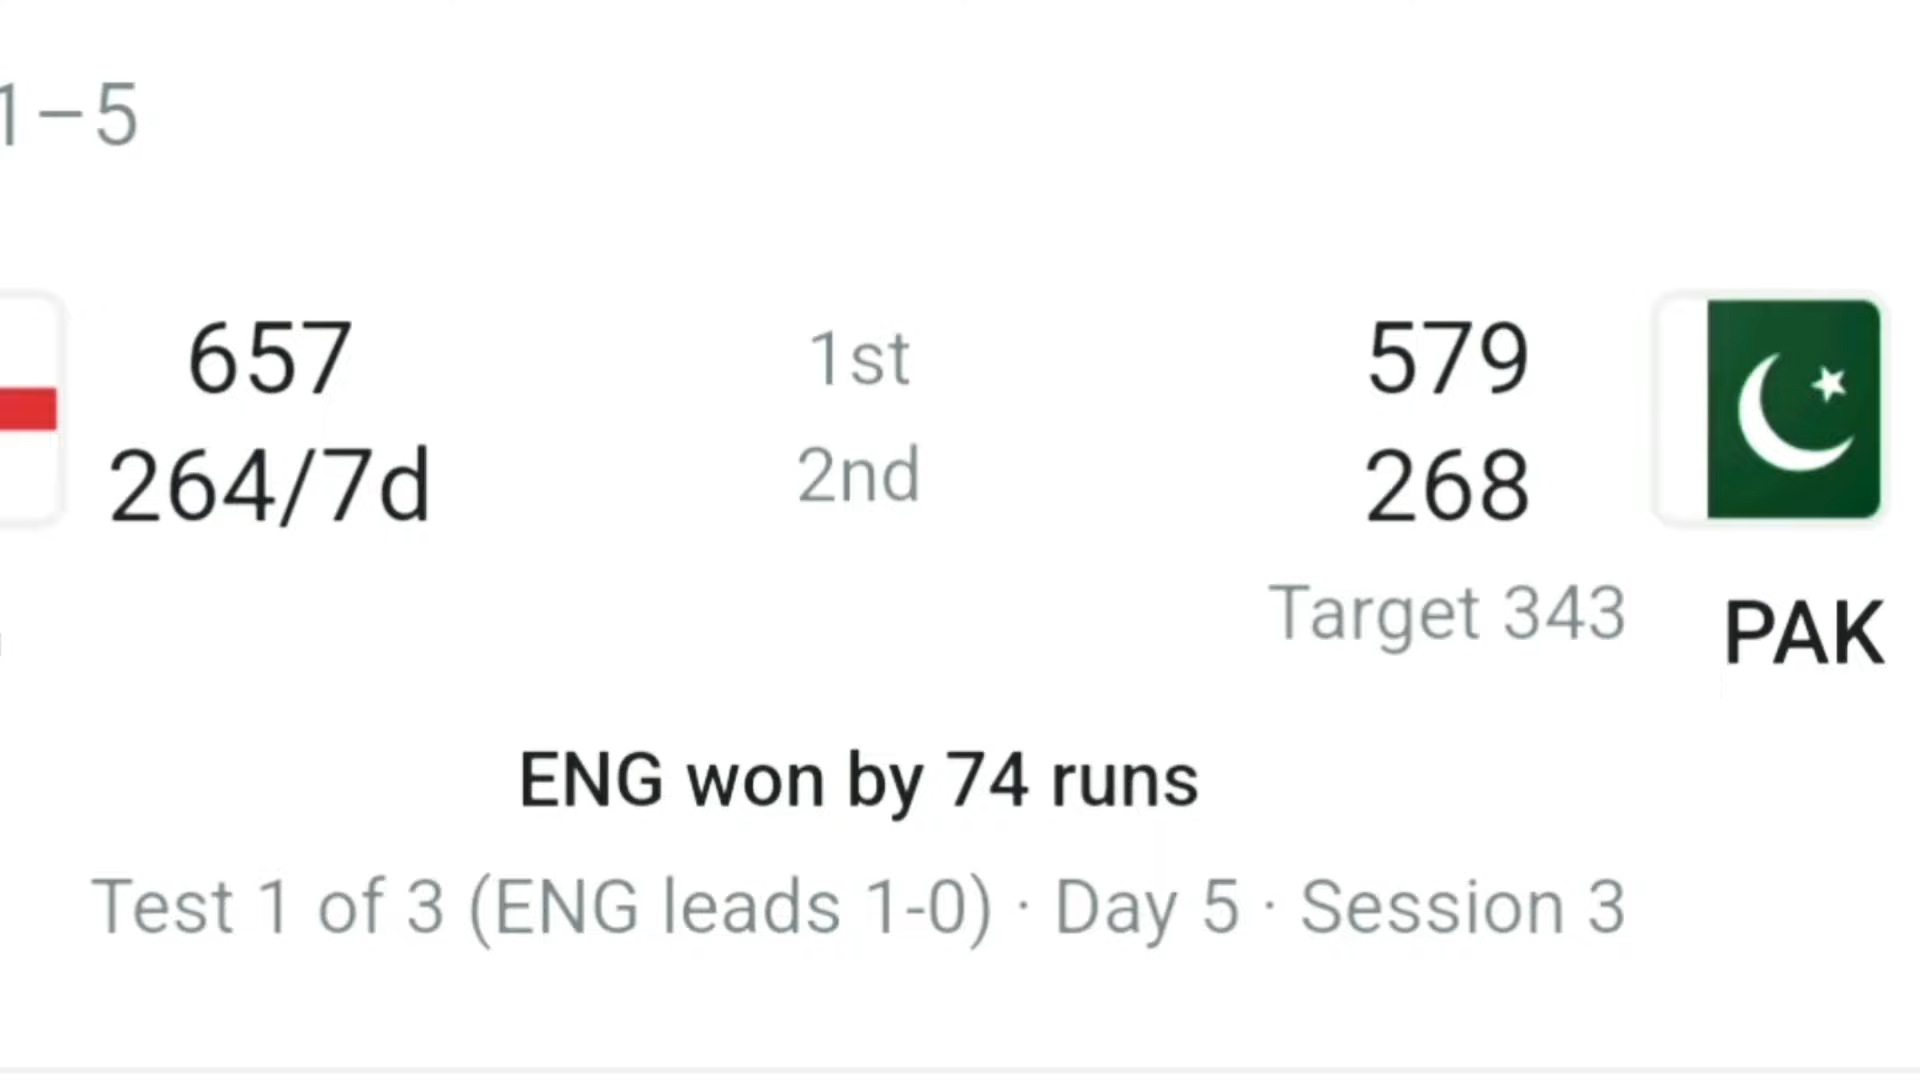 1–5
657 1st 579
264/7d 2nd 268
Target 343 PAK
ENG won by 74 runs
Test 1 of 3 (ENG leads 1-0) · Day 5 · Session 3